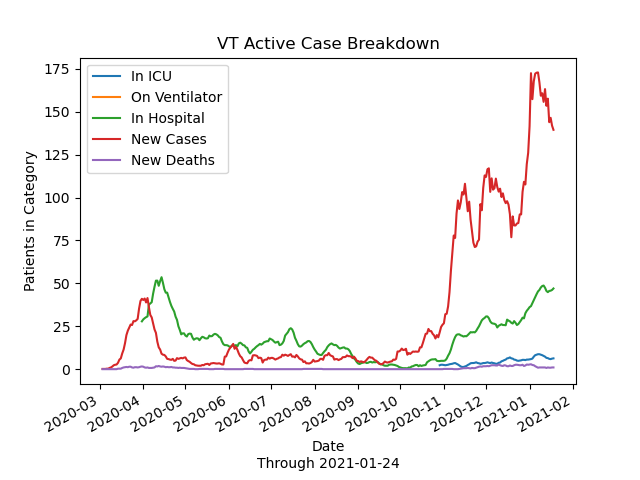 VT Active Case Breakdown
Patients in Category
175
150
125
100
75
50
25
0
In ICU
On Ventilator
In Hospital
New Cases
New Deaths
2020-03
2020-04
2020-05
2020-06
2020-07
2020-08
2020-09
2020-10
2020-11
2020-12
2021-01
2021-02
Date
Through 2021-01-24